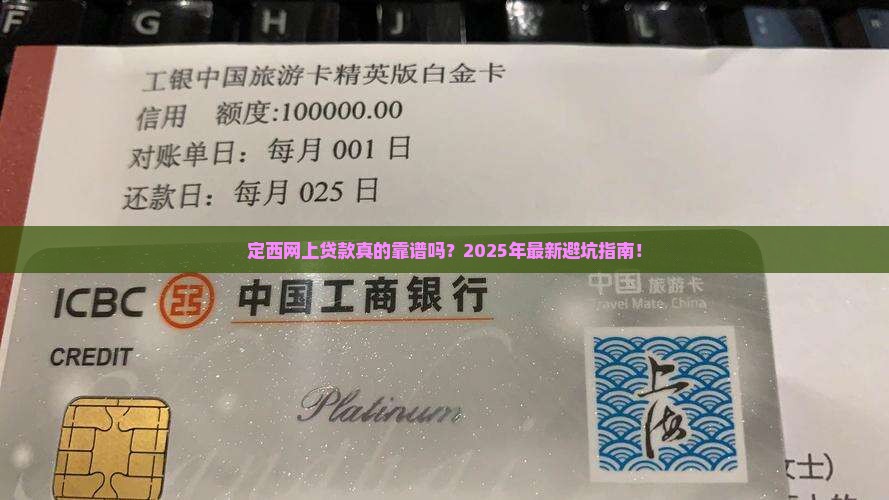 F G H J L
工银中国旅游卡精英版白金卡
信用 额度:100000.00
对账单日：每月 001 日
还款日：每月 025 日
定西网上贷款真的靠谱吗？2025年最新避坑指南！
ICBC 中国工商银行
中国旅游卡
Travel Mate, China
CREDIT
Platinum
上海
士)